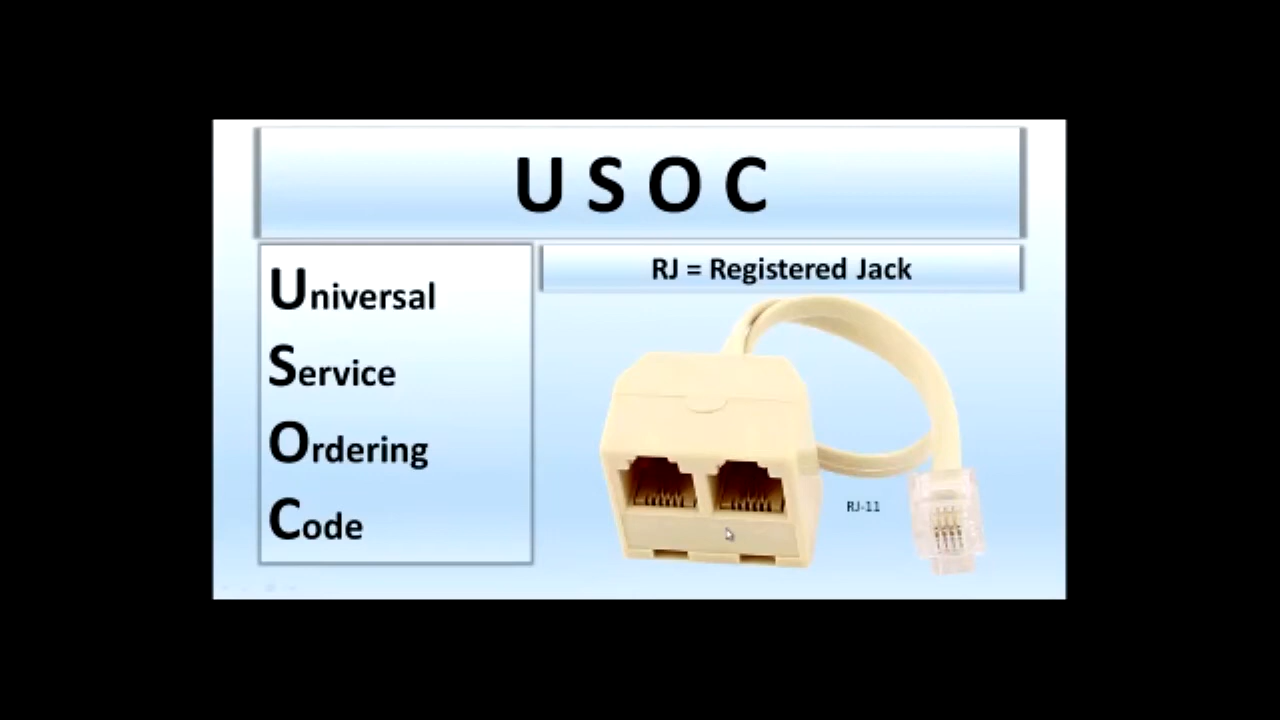 U S O C
Universal
Service
Ordering
Code
RJ = Registered Jack
RJ-11